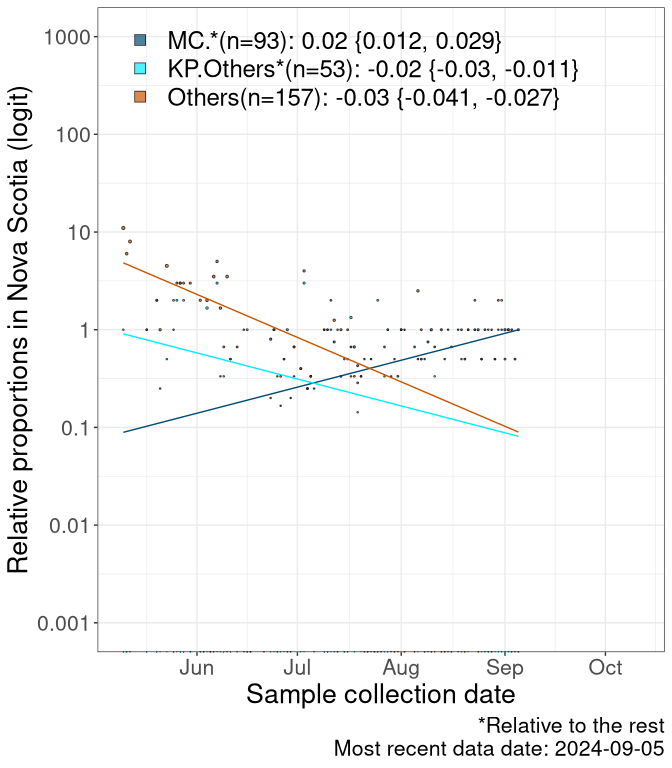 MC.*(n=93): 0.02 {0.012, 0.029}
KP.Others*(n=53): -0.02 {-0.03, -0.011}
Others(n=157): -0.03 {-0.041, -0.027}
Relative proportions in Nova Scotia (logit)
1000
100
10
1
0.1
0.01
0.001
Jun Jul Aug Sep Oct
Sample collection date
*Relative to the rest
Most recent data date: 2024-09-05